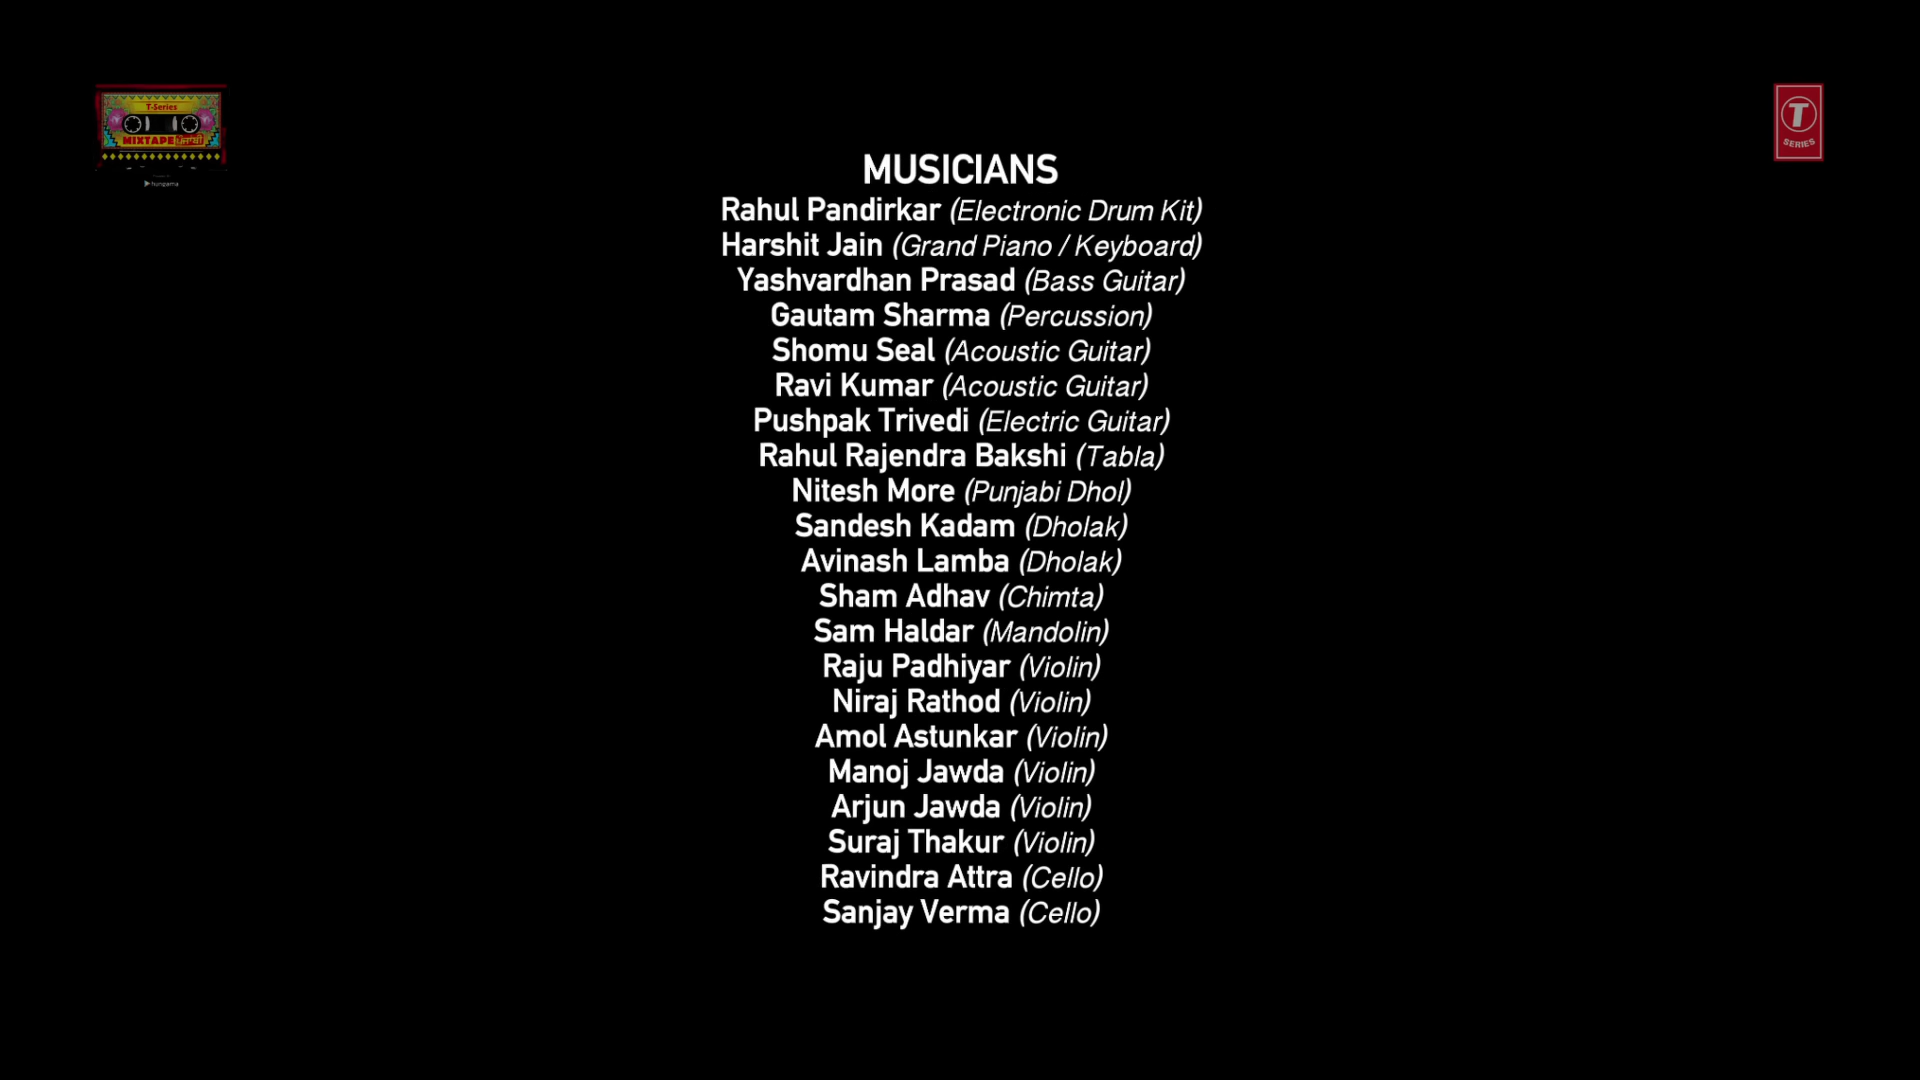 T-Series
MIXTAPE ਪੰਜਾਬੀ
hungama
T
SERIES
MUSICIANS
Rahul Pandirkar (Electronic Drum Kit)
Harshit Jain (Grand Piano / Keyboard)
Yashvardhan Prasad (Bass Guitar)
Gautam Sharma (Percussion)
Shomu Seal (Acoustic Guitar)
Ravi Kumar (Acoustic Guitar)
Pushpak Trivedi (Electric Guitar)
Rahul Rajendra Bakshi (Tabla)
Nitesh More (Punjabi Dhol)
Sandesh Kadam (Dholak)
Avinash Lamba (Dholak)
Sham Adhav (Chimta)
Sam Haldar (Mandolin)
Raju Padhiyar (Violin)
Niraj Rathod (Violin)
Amol Astunkar (Violin)
Manoj Jawda (Violin)
Arjun Jawda (Violin)
Suraj Thakur (Violin)
Ravindra Attra (Cello)
Sanjay Verma (Cello)